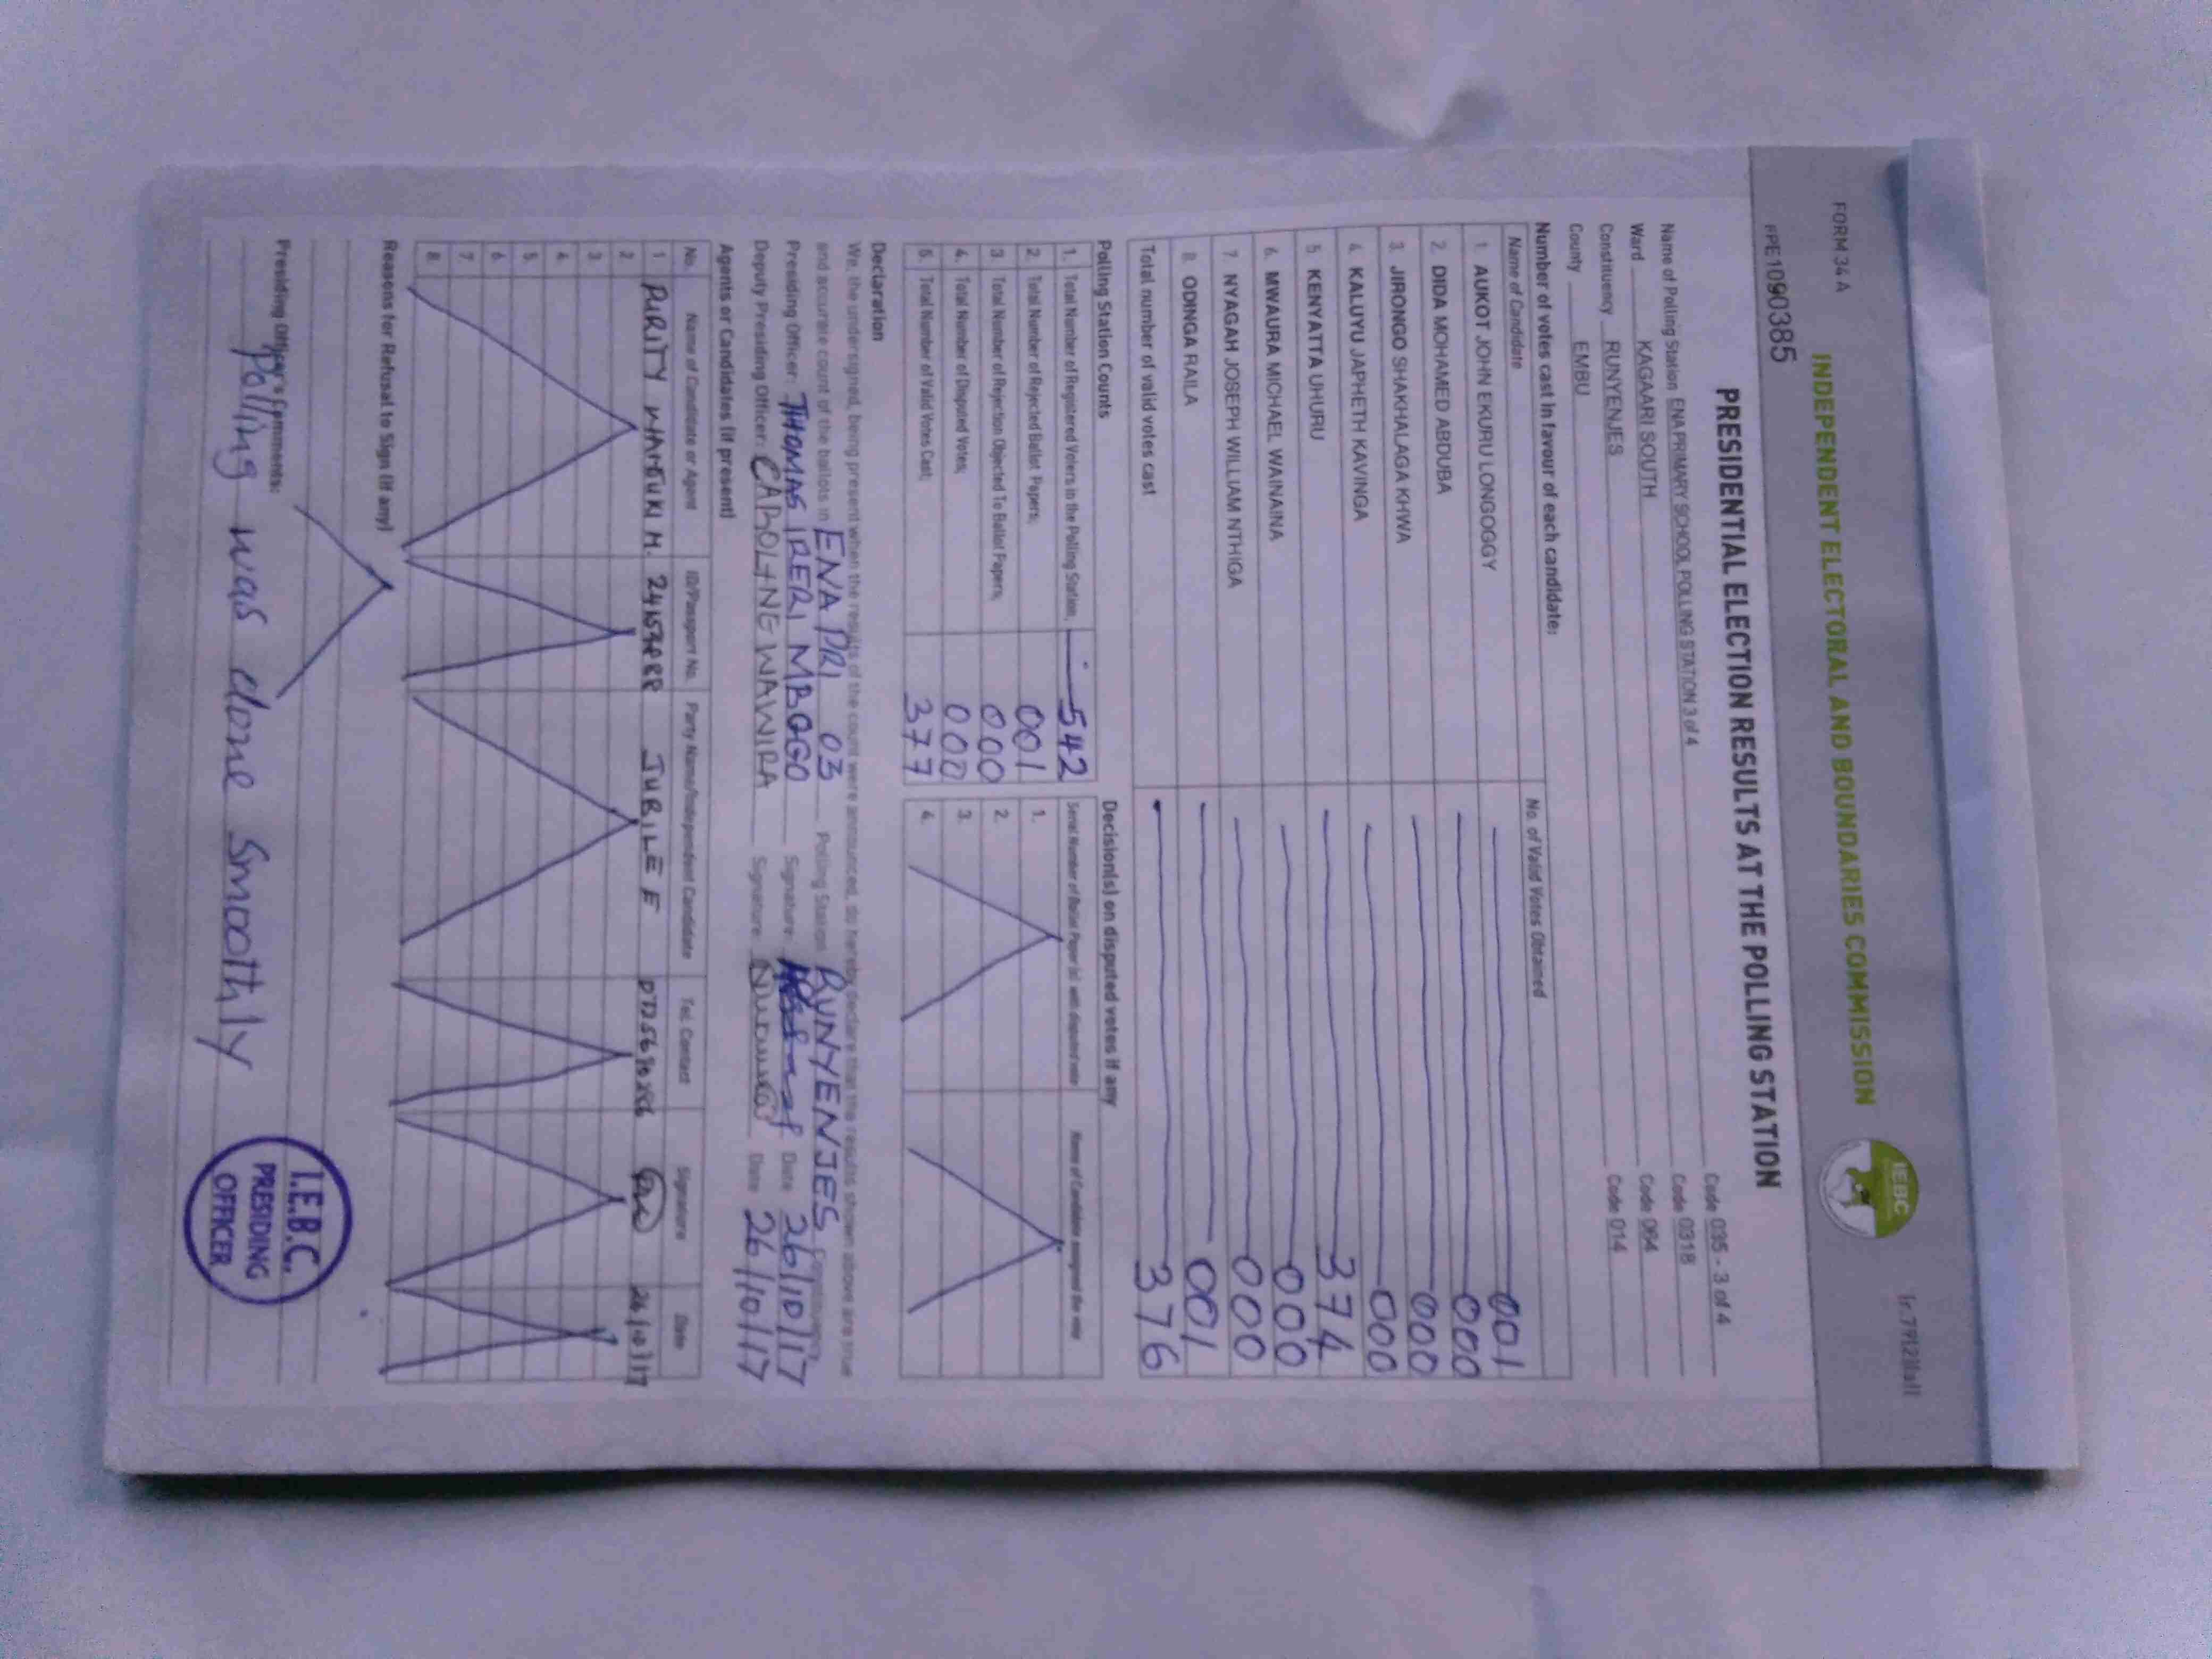 FORM 34A
INDEPENDENT ELECTORAL AND BOUNDARIES COMMISSION
IEBC
PE1090385
PRESIDENTIAL ELECTION RESULTS AT THE POLLING STATION
Name of Polling Station ENA PRIMARY SCHOOL POLLING STATION 3 of 4 Code 035 - 3 of 4
Ward KAGAARI SOUTH Code 0318
Constituency RUNYENJES Code 064
County EMBU Code 014
Number of votes cast in favour of each candidate:
Name of Candidate No. of Valid Votes Obtained
1. AUKOT JOHN EKURU LONGOGGY 001
2. DIDA MOHAMED ABDUBA 000
3. JIRONGO SHAKHALAGA KHWA 000
4. KALUYU JAPHETH KAVINGA 000
5. KENYATTA UHURU 374
6. MWAURA MICHAEL WAINAINA 000
7. NYAGAH JOSEPH WILLIAM NTHIGA 000
8. ODINGA RAILA 001
Total number of valid votes cast 376
Polling Station Counts
1. Total Number of Registered Voters in the Polling Station; 542
2. Total Number of Rejected Ballot Papers; 001
3. Total Number of Rejection Objected To Ballot Papers; 000
4. Total Number of Disputed Votes; 000
5. Total Number of Valid Votes Cast; 377
Decision(s) on disputed votes if any
Serial Number of Ballot Paper (s) with disputed vote Name of Candidate assigned the vote
1.
2.
3.
4.
Declaration
We, the undersigned, being present when the results of the count were announced, do hereby declare that the results shown above are true
and accurate count of the ballots in ENA PRI 03 Polling Station RUNYENJES Constituency.
Presiding Officer: THOMAS IRERI MBOGO Signature: Date 26/10/17
Deputy Presiding Officer: CAROLINE WAWIRA Signature: Date 26/10/17
Agents or Candidates (if present)
No. Name of Candidate or Agent ID/Passport No. Party Name/Independent Candidate Tel. Contact Signature Date
1 PURITY M. JUBILEE 26/10/17
2
3
4
5
6
7
8
Reasons for Refusal to Sign (if any)
Presiding Officer's Comments:
Polling was done smoothly
I.E.B.C.
PRESIDING
OFFICER